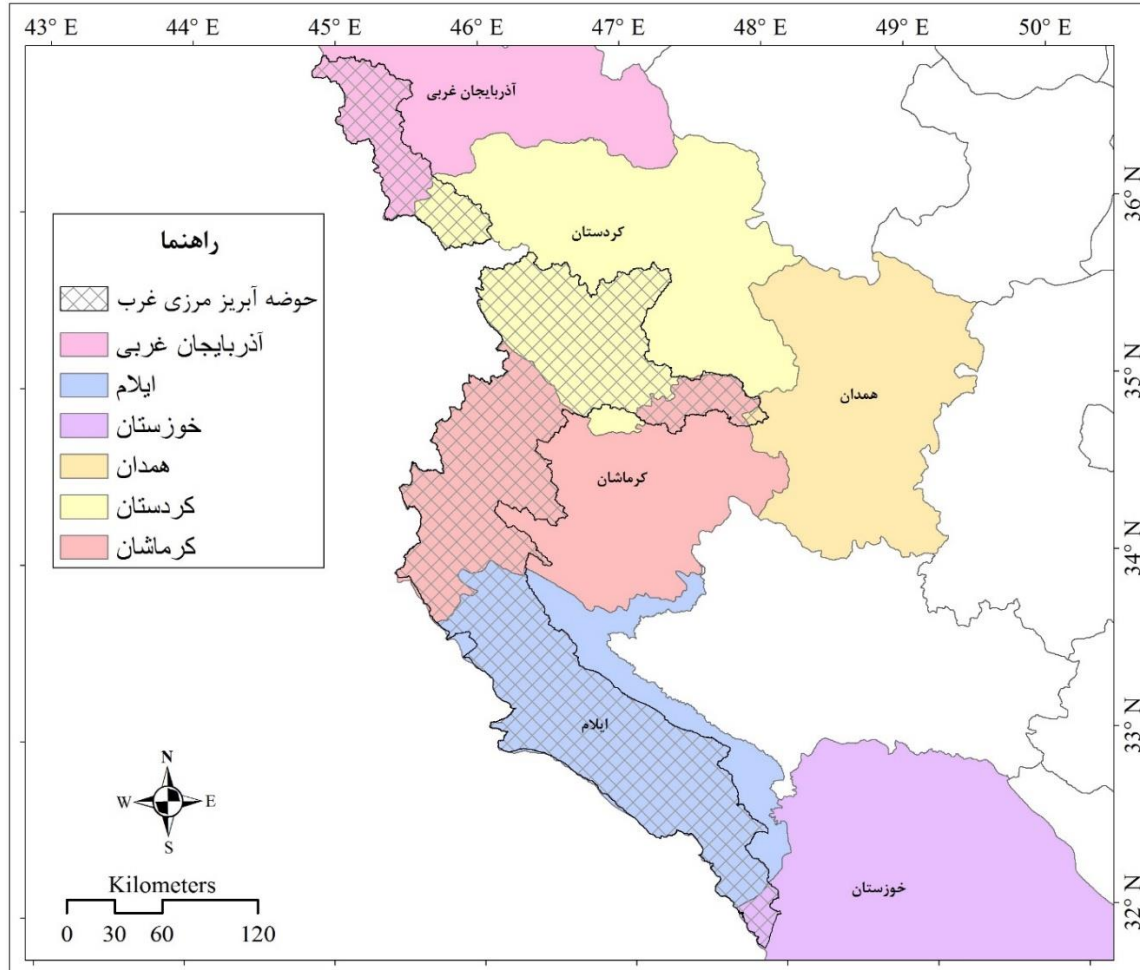 43° E 44° E 45° E 46° E 47° E 48° E 49° E 50° E
آذربایجان غربی
36° N
کردستان
راهنما
حوضه آبریز مرزی غرب
آذربایجان غربی
ایلام
خوزستان
همدان
کردستان
کرماشان
35° N
همدان
کرماشان
34° N
33° N
ایلام
N
W E
S
Kilometers
0 30 60 120
خوزستان
32° N